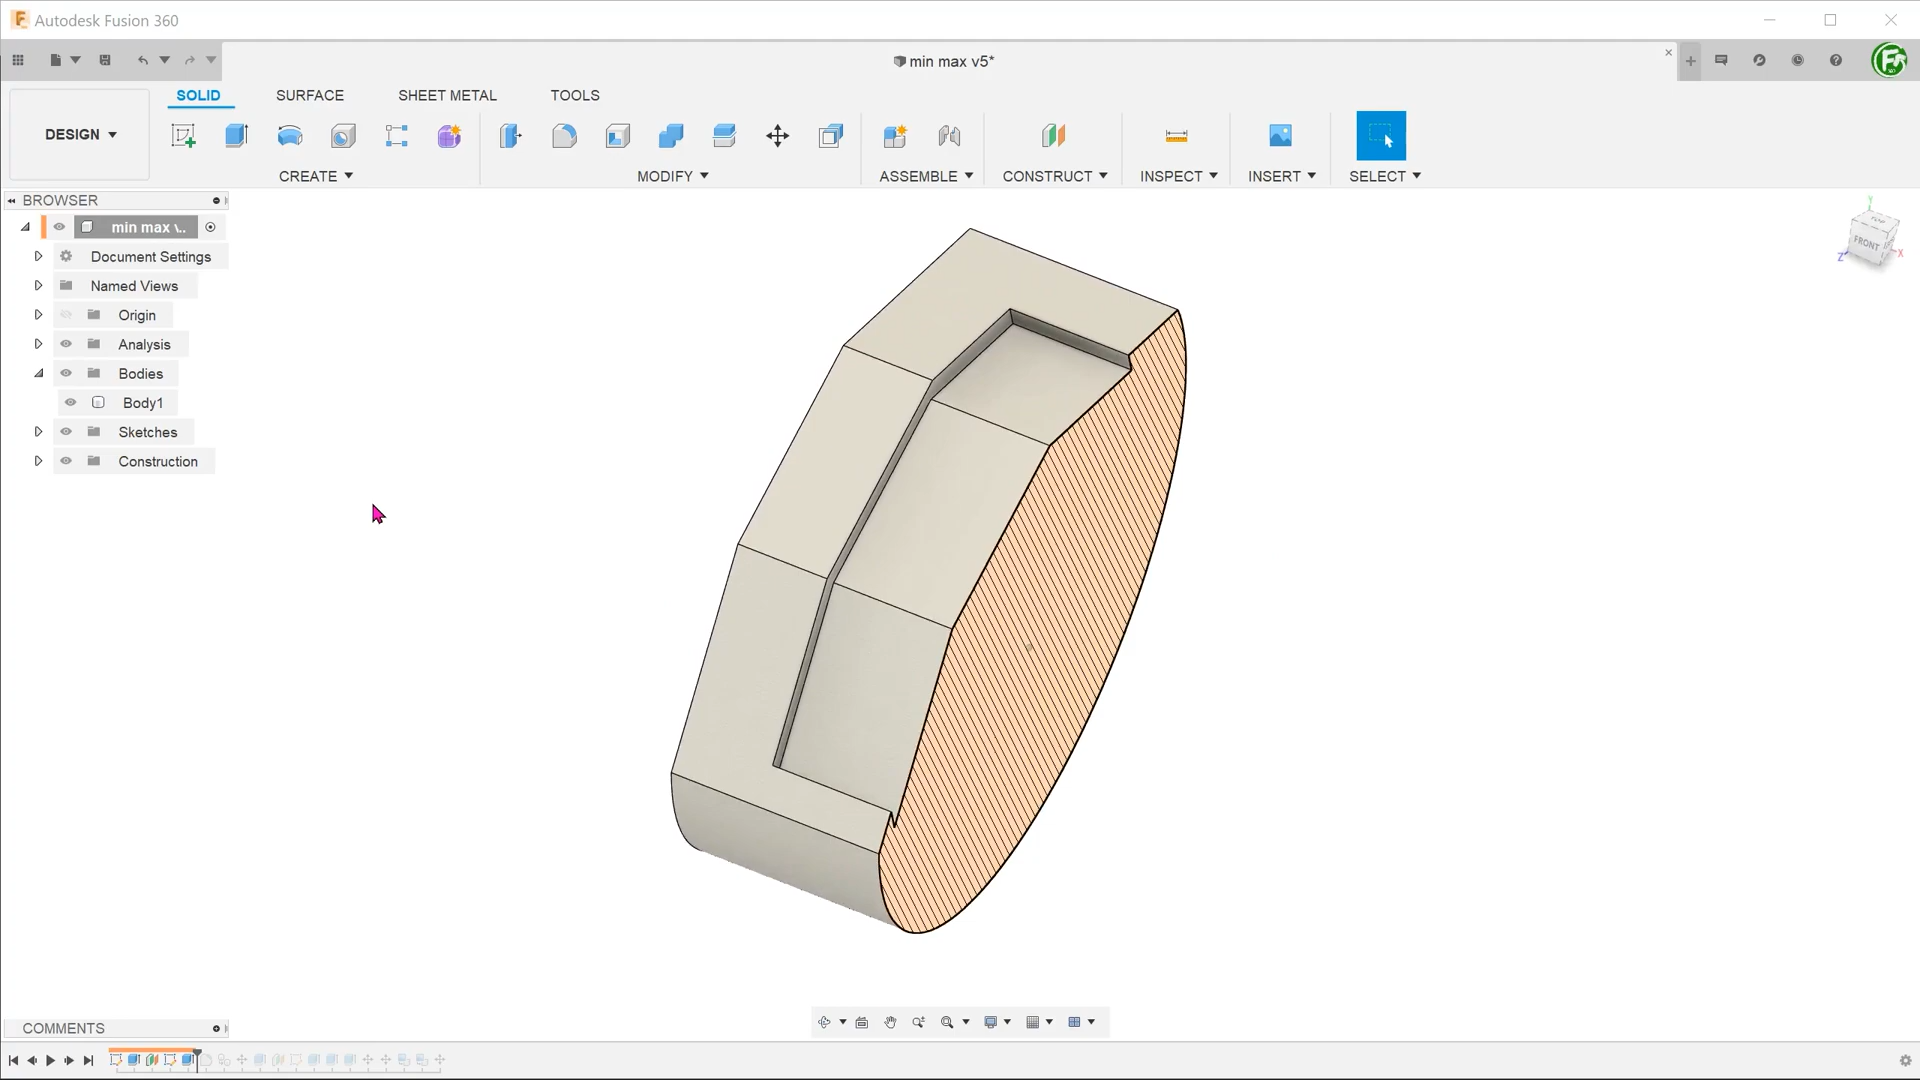 Autodesk Fusion 360
min max v5*
SOLID SURFACE SHEET METAL TOOLS
DESIGN
CREATE MODIFY ASSEMBLE CONSTRUCT INSPECT INSERT SELECT
BROWSER
min max \..
Document Settings
Named Views
Origin
Analysis
Bodies
Body1
Sketches
Construction
Y
TOP
FRONT
Z
X
COMMENTS